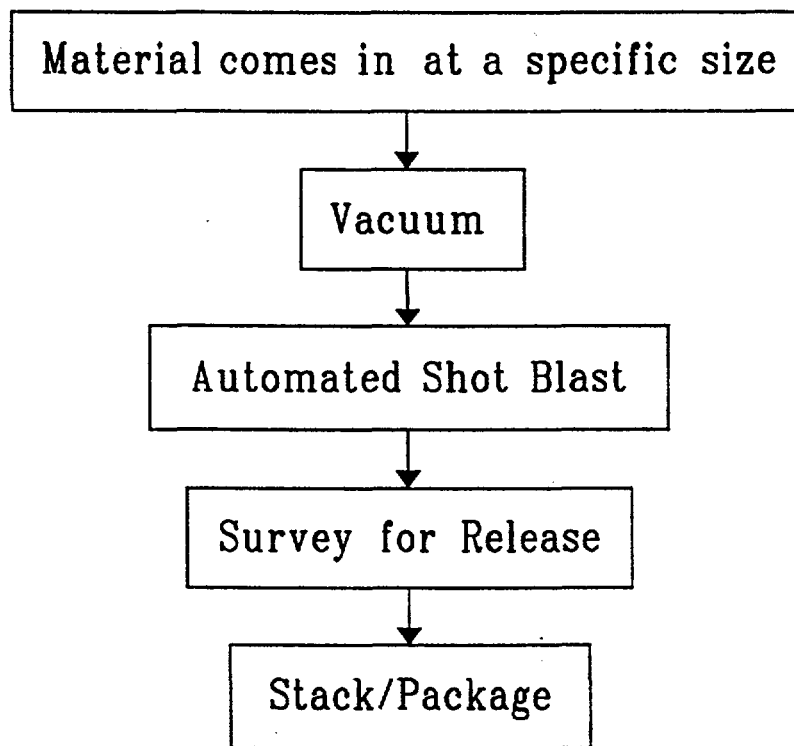 Material comes in at a specific size
Vacuum
Automated Shot Blast
Survey for Release
Stack/Package